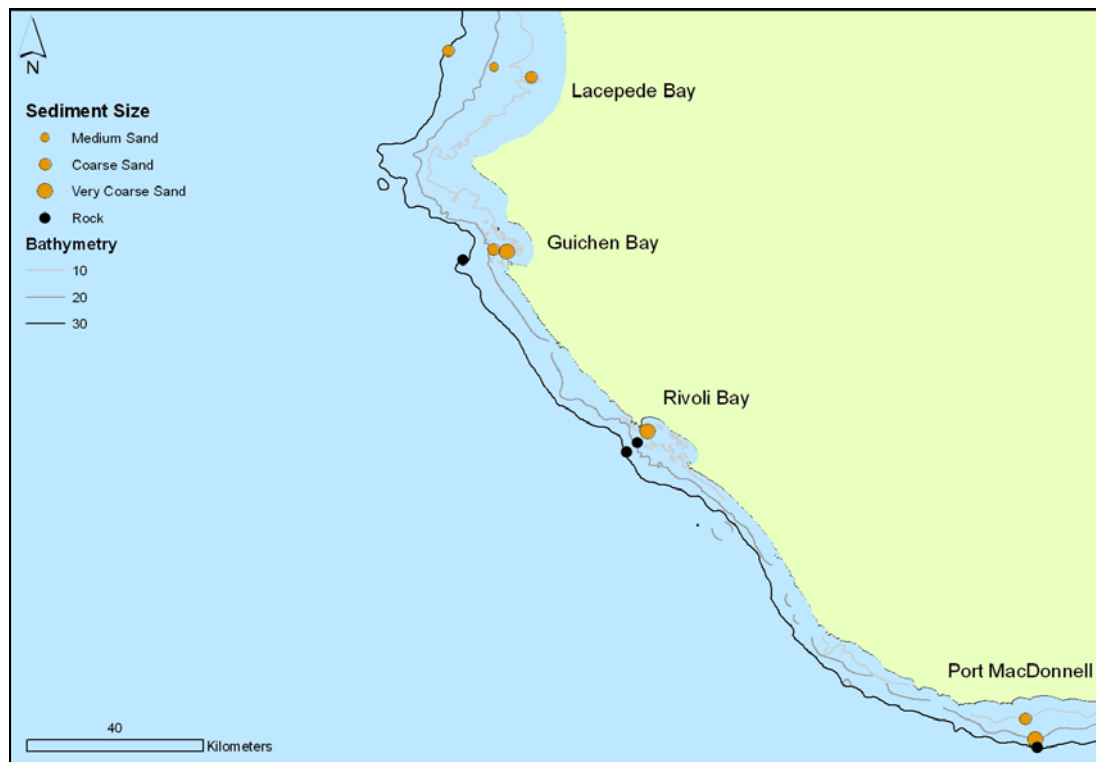 N
Sediment Size
Medium Sand
Coarse Sand
Very Coarse Sand
Rock
Bathymetry
10
20
30
Lacepede Bay
Guichen Bay
Rivoli Bay
Port MacDonnell
40
Kilometers